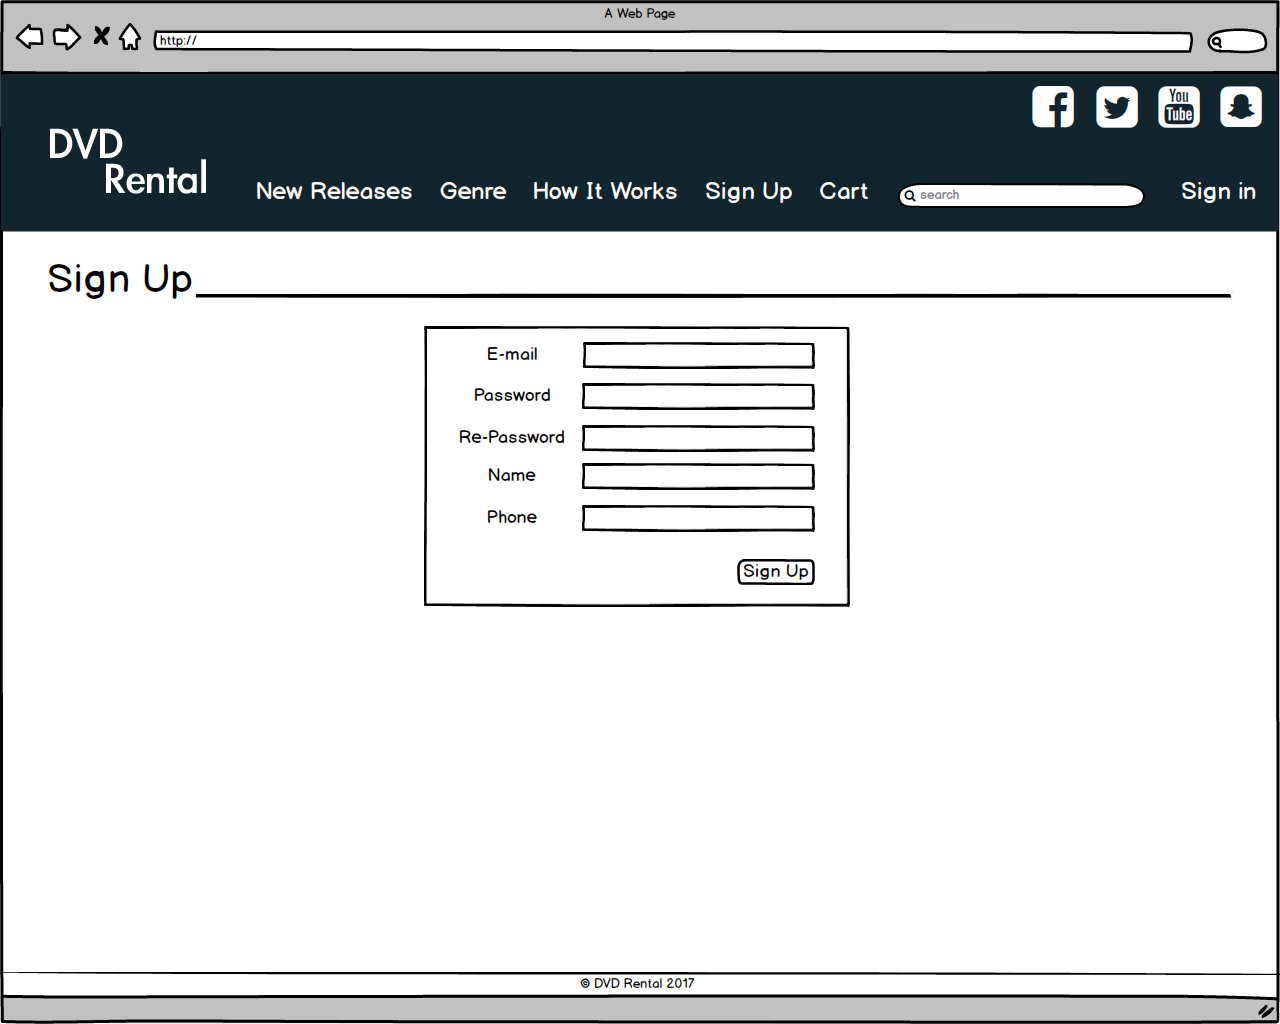 A Web Page
http://
You
Tube
DVD
Rental
New Releases Genre How It Works Sign Up Cart search Sign in
Sign Up
E-mail
Password
Re-Password
Name
Phone
Sign Up
© DVD Rental 2017